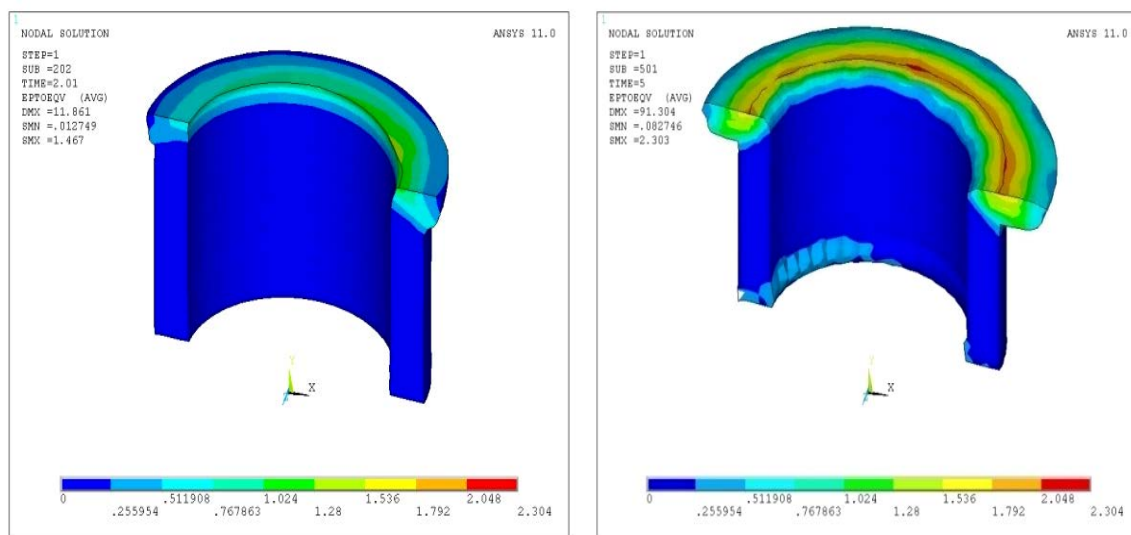 1
NODAL SOLUTION
ANSYS 11.0
STEP=1
SUB =202
TIME=2.01
EPTOEQV (AVG)
DMX =11.861
SMN =.012749
SMX =1.467
Y
X
0 .511908 1.024 1.536 2.048
.255954 .767863 1.28 1.792 2.304
1
NODAL SOLUTION
ANSYS 11.0
STEP=1
SUB =501
TIME=5
EPTOEQV (AVG)
DMX =91.304
SMN =.082746
SMX =2.303
Y
X
0 .511908 1.024 1.536 2.048
.255954 .767863 1.28 1.792 2.304